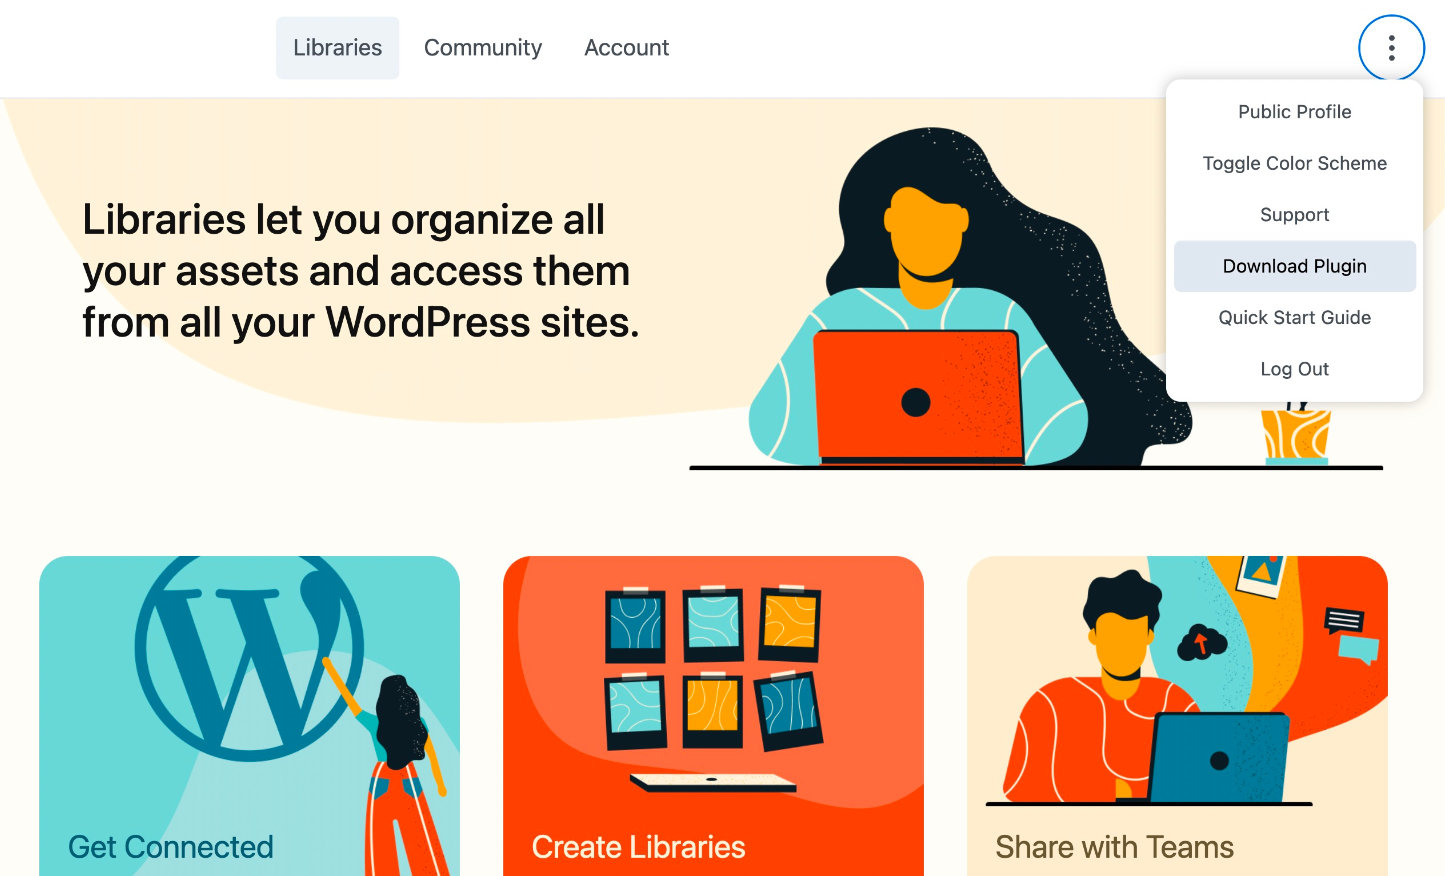 Libraries
Community
Account
Public Profile
Toggle Color Scheme
Support
Download Plugin
Quick Start Guide
Log Out
Libraries let you organize all
your assets and access them
from all your WordPress sites.
Get Connected
Create Libraries
Share with Teams